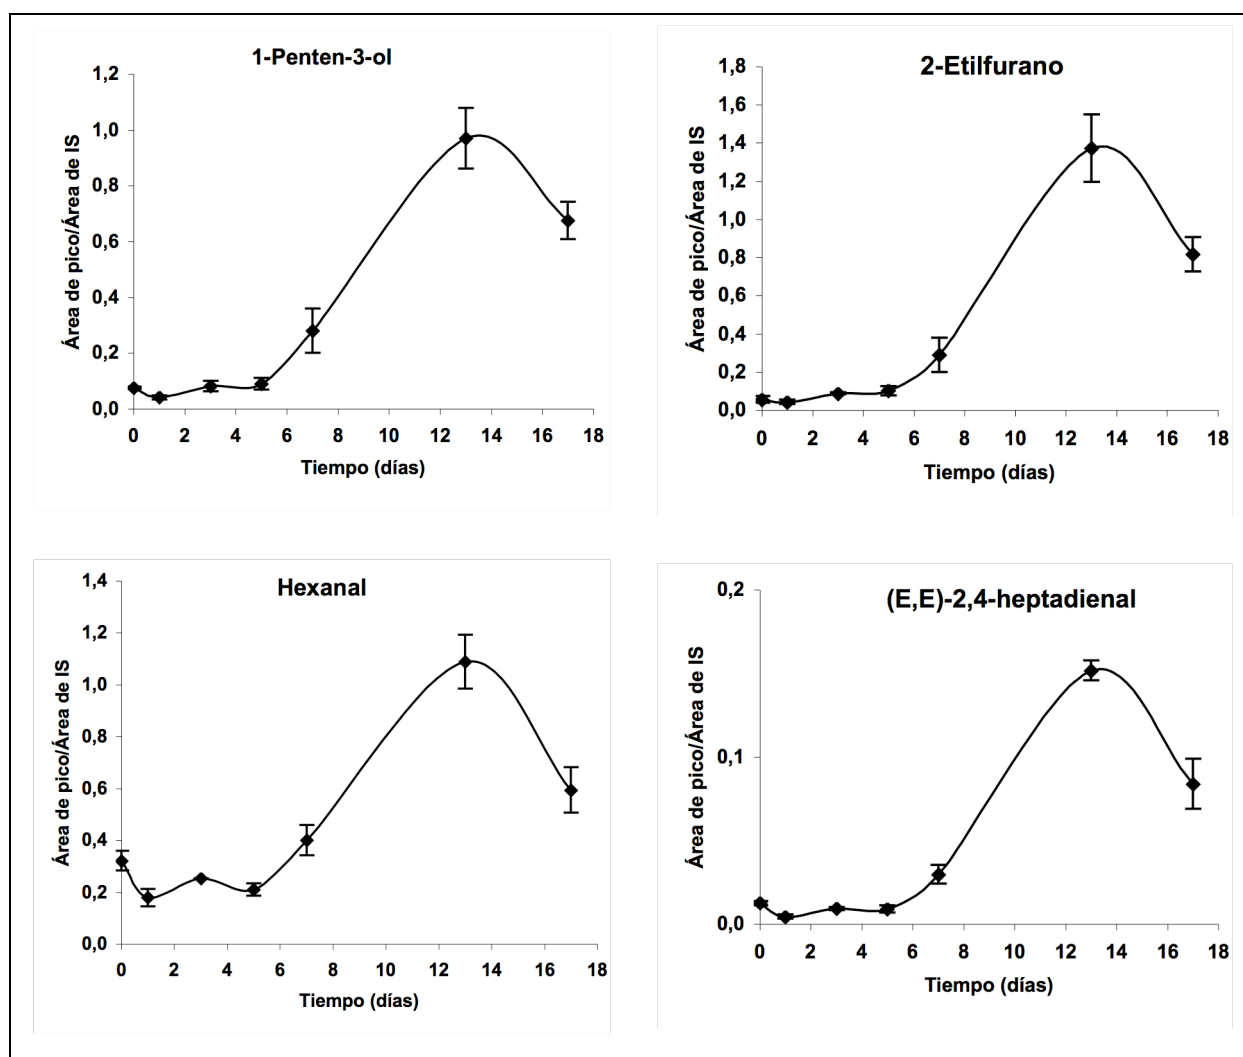 1-Penten-3-ol
1,2
1,0
0,8
0,6
0,4
0,2
0,0
0 2 4 6 8 10 12 14 16 18
Área de pico/Área de IS
Tiempo (días)
2-Etilfurano
1,8
1,6
1,4
1,2
1,0
0,8
0,6
0,4
0,2
0,0
0 2 4 6 8 10 12 14 16 18
Área de pico/Área de IS
Tiempo (días)
Hexanal
1,4
1,2
1,0
0,8
0,6
0,4
0,2
0,0
0 2 4 6 8 10 12 14 16 18
Área de pico/Área de IS
Tiempo (días)
(E,E)-2,4-heptadienal
0,2
0,1
0,0
0 2 4 6 8 10 12 14 16 18
Área de pico/Área de IS
Tiempo (días)